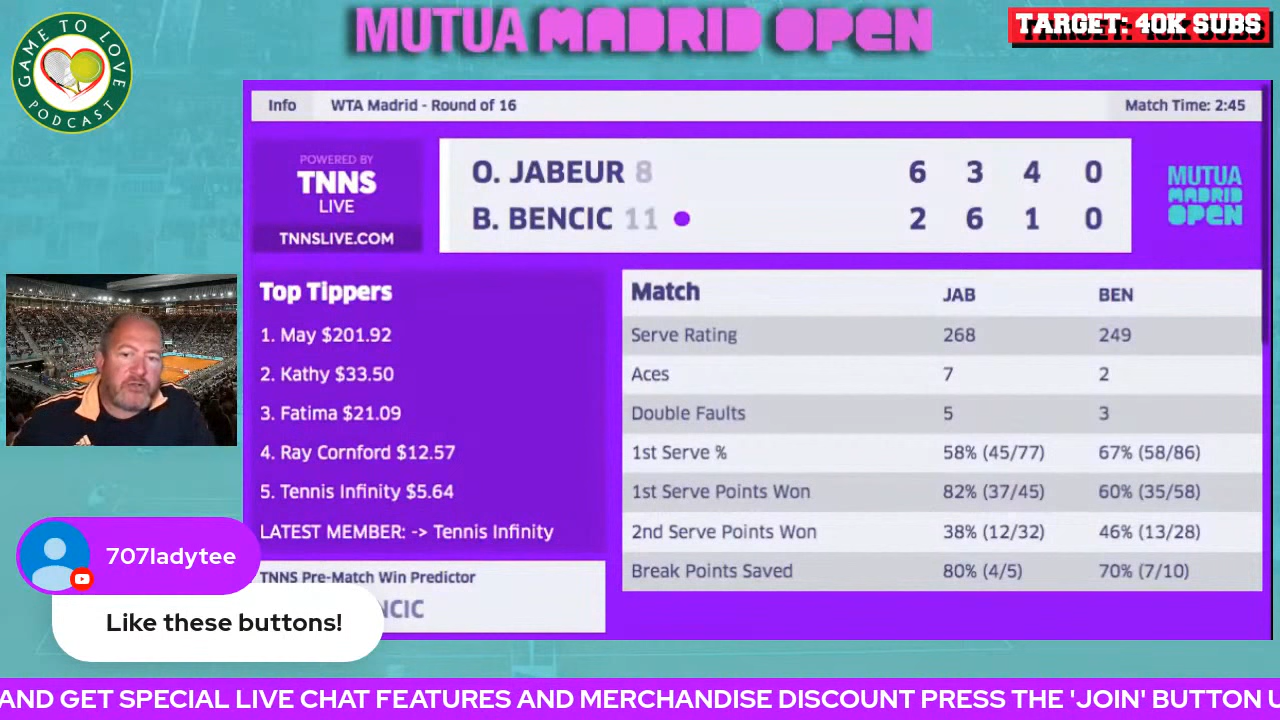 GAME TO LOVE
PODCAST
MUTUA MADRID OPEN
TARGET: 40K SUBS
Info WTA Madrid - Round of 16 Match Time: 2:45
POWERED BY
TNNS
LIVE
TNNSLIVE.COM
O. JABEUR 8 6 3 4 0
B. BENCIC 11 2 6 1 0
MUTUA
MADRID
OPEN
Top Tippers
1. May $201.92
2. Kathy $33.50
3. Fatima $21.09
4. Ray Cornford $12.57
5. Tennis Infinity $5.64
LATEST MEMBER: -> Tennis Infinity
TNNS Pre-Match Win Predictor
NCIC
Match JAB BEN
Serve Rating 268 249
Aces 7 2
Double Faults 5 3
1st Serve % 58% (45/77) 67% (58/86)
1st Serve Points Won 82% (37/45) 60% (35/58)
2nd Serve Points Won 38% (12/32) 46% (13/28)
Break Points Saved 80% (4/5) 70% (7/10)
707ladytee
Like these buttons!
AND GET SPECIAL LIVE CHAT FEATURES AND MERCHANDISE DISCOUNT PRESS THE 'JOIN' BUTTON U